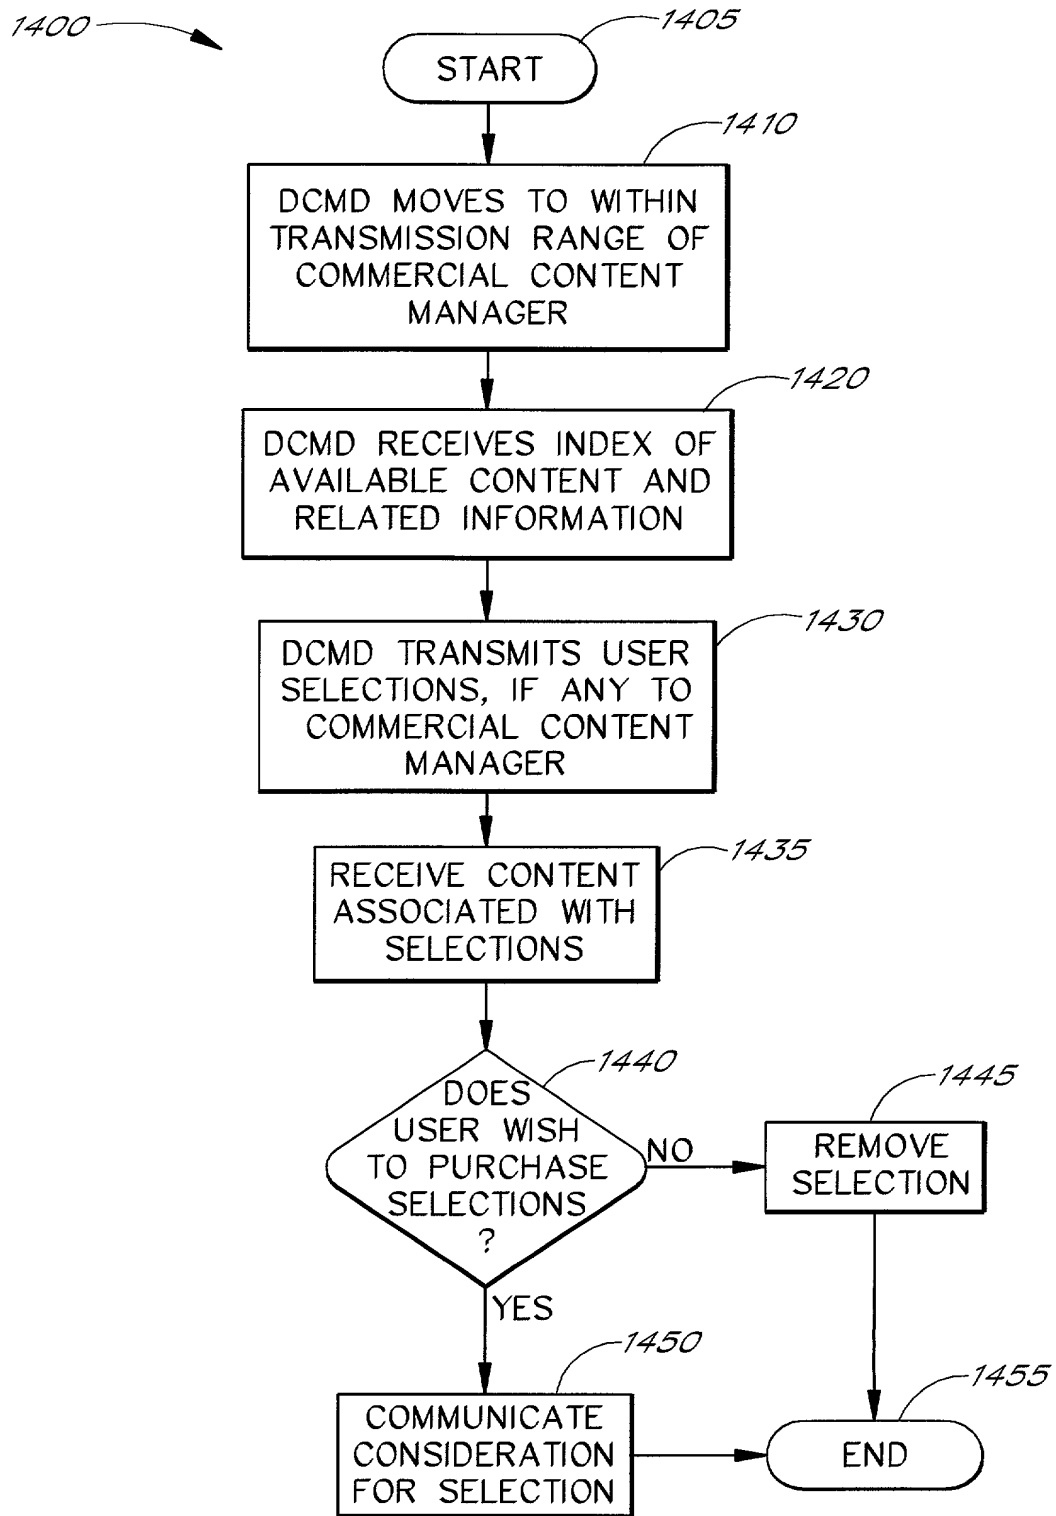 1400
1405
START
1410
DCMD MOVES TO WITHIN
TRANSMISSION RANGE OF
COMMERCIAL CONTENT
MANAGER
1420
DCMD RECEIVES INDEX OF
AVAILABLE CONTENT AND
RELATED INFORMATION
1430
DCMD TRANSMITS USER
SELECTIONS, IF ANY TO
COMMERCIAL CONTENT
MANAGER
1435
RECEIVE CONTENT
ASSOCIATED WITH
SELECTIONS
1440
DOES
USER WISH
TO PURCHASE
SELECTIONS
?
NO
1445
REMOVE
SELECTION
YES
1450
COMMUNICATE
CONSIDERATION
FOR SELECTION
1455
END